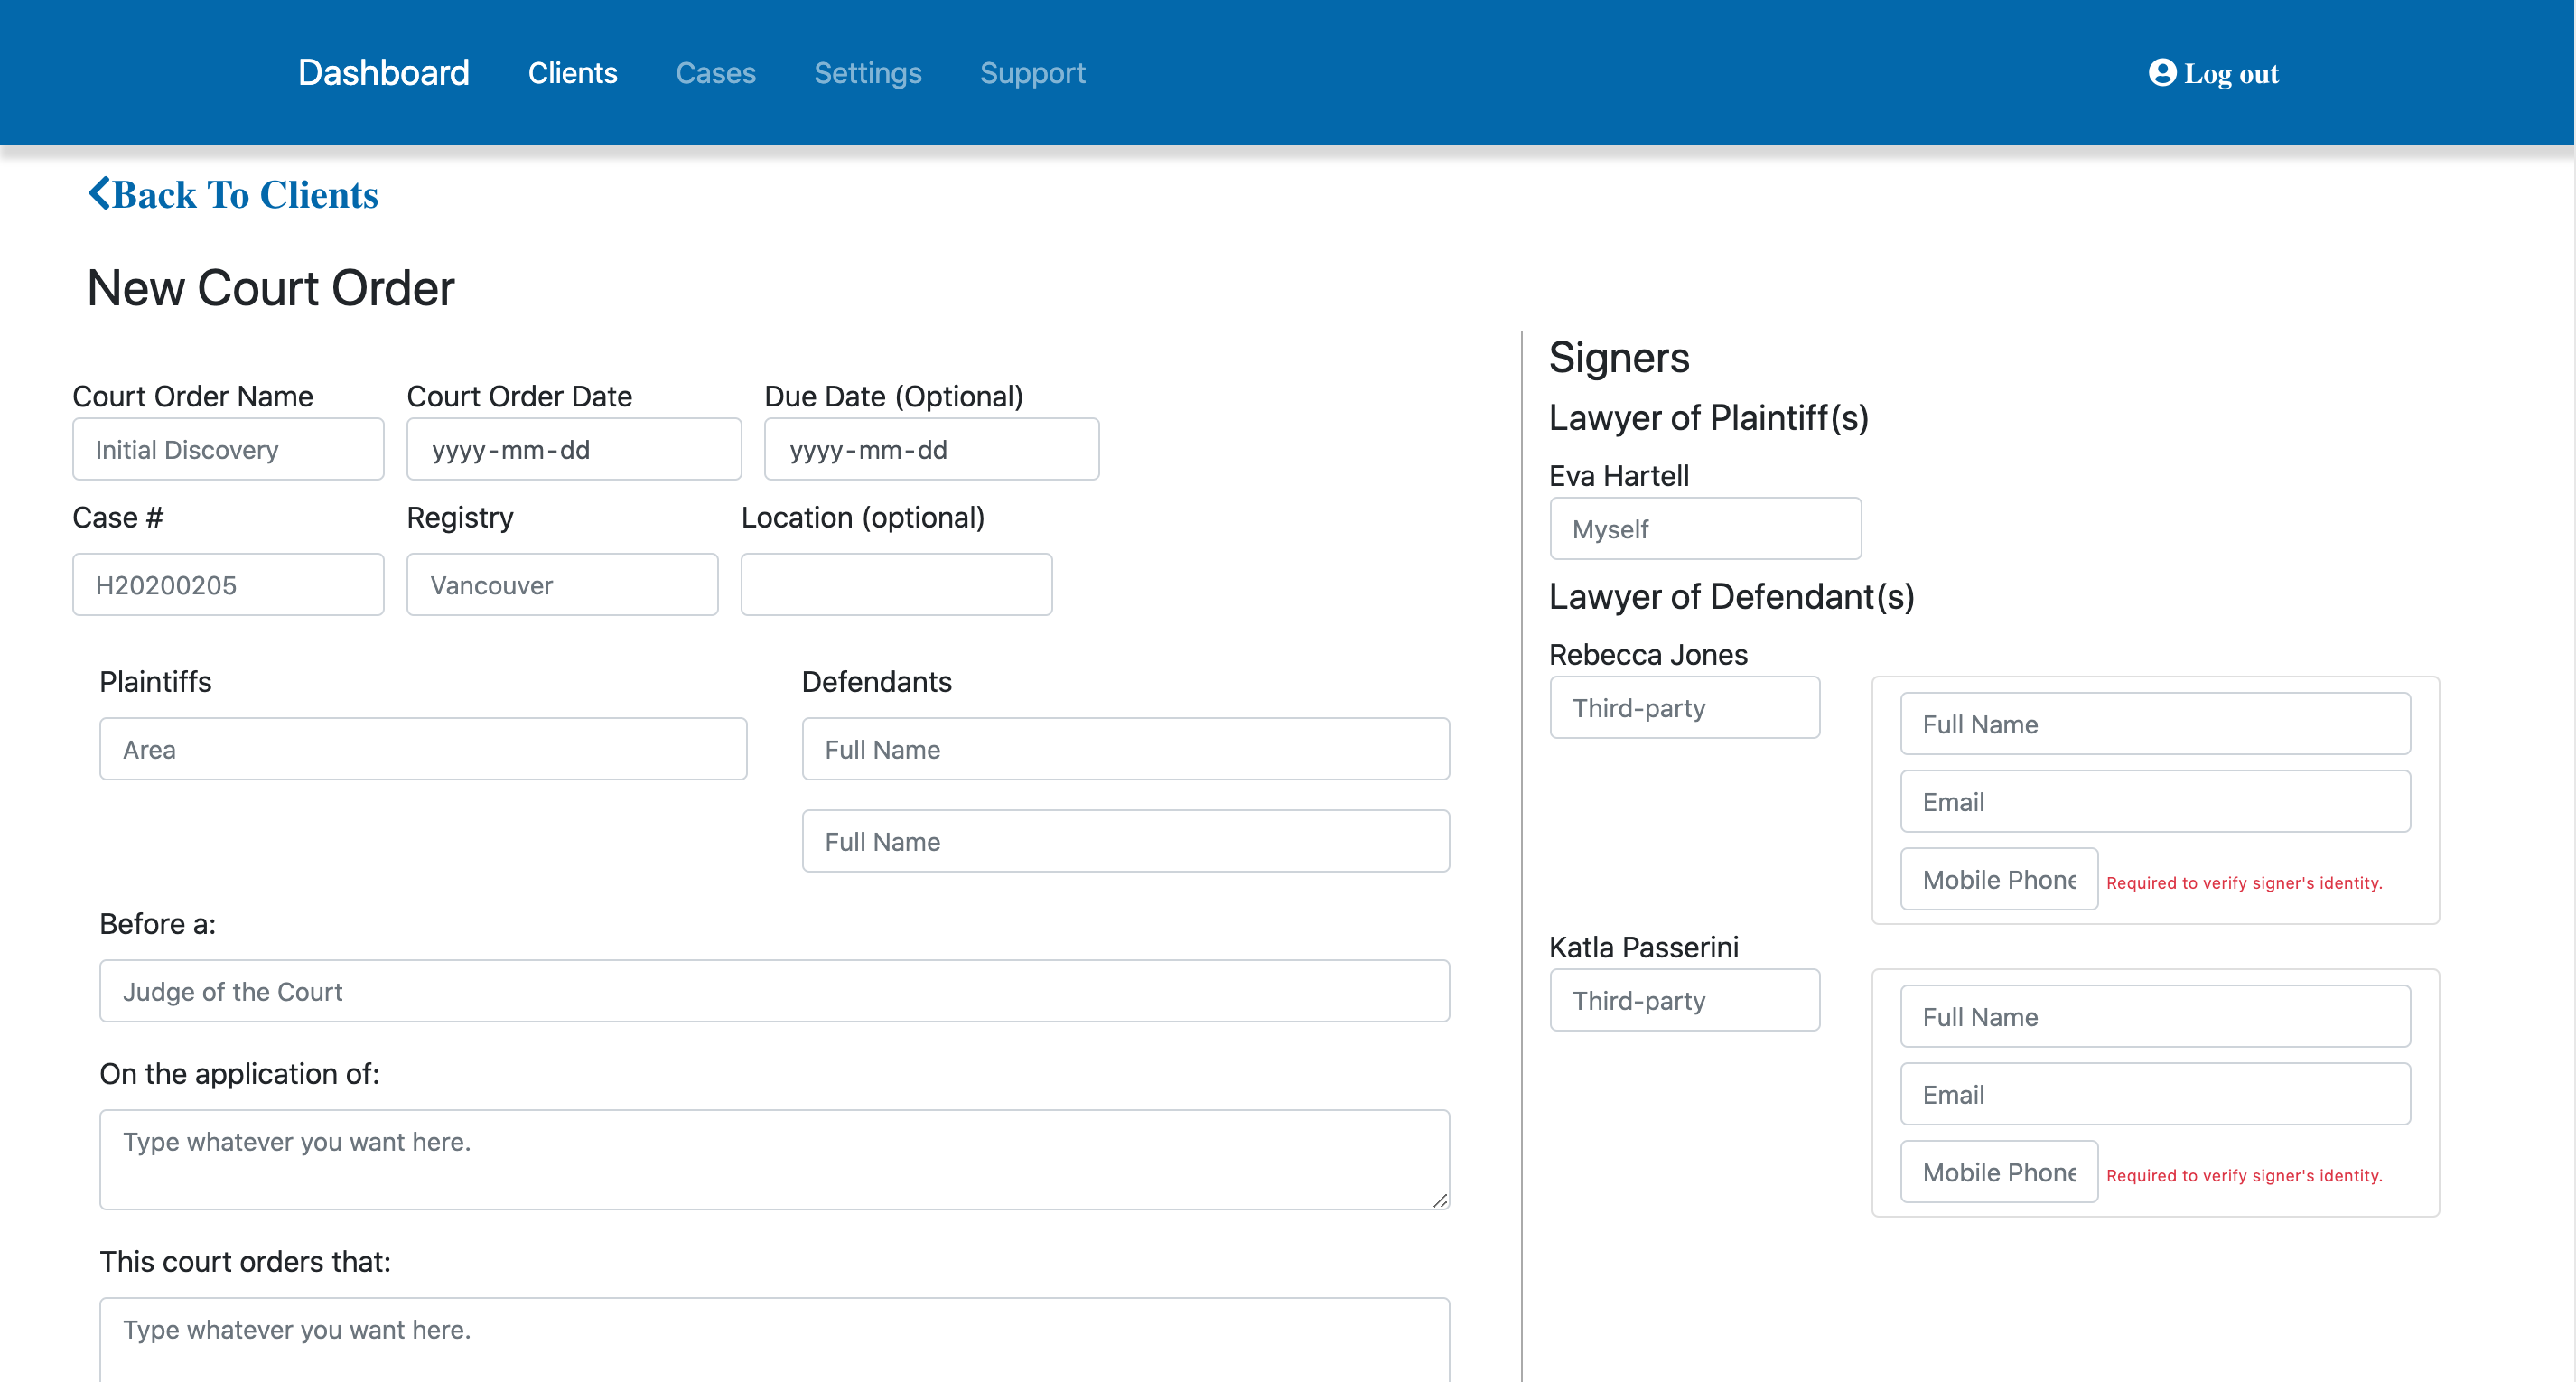 Dashboard Clients Cases Settings Support Log out
Back To Clients
New Court Order
Court Order Name Court Order Date Due Date (Optional)
Initial Discovery yyyy-mm-dd yyyy-mm-dd
Case # Registry Location (optional)
H20200205 Vancouver
Plaintiffs Defendants
Area Full Name
Full Name
Before a:
Judge of the Court
On the application of:
Type whatever you want here.
This court orders that:
Type whatever you want here.
Signers
Lawyer of Plaintiff(s)
Eva Hartell
Myself
Lawyer of Defendant(s)
Rebecca Jones
Third-party
Full Name
Email
Mobile Phone Required to verify signer's identity.
Katla Passerini
Third-party
Full Name
Email
Mobile Phone Required to verify signer's identity.